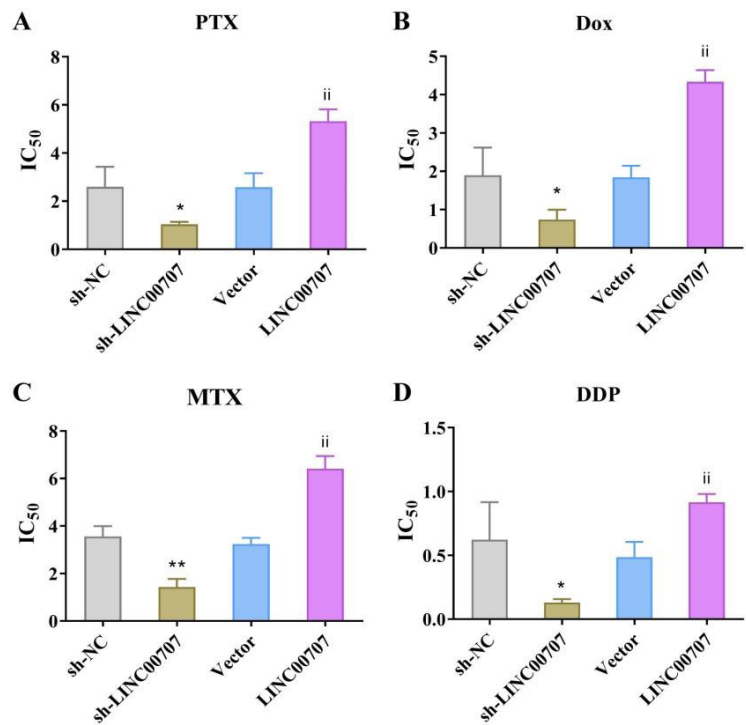 A
PTX
IC50
8
6
4
2
0
ii
*
sh-NC
sh-LINC00707
Vector
LINC00707
B
Dox
IC50
5
4
3
2
1
0
ii
*
sh-NC
sh-LINC00707
Vector
LINC00707
C
MTX
IC50
8
6
4
2
0
ii
**
sh-NC
sh-LINC00707
Vector
LINC00707
D
DDP
IC50
1.5
1.0
0.5
0.0
ii
*
sh-NC
sh-LINC00707
Vector
LINC00707